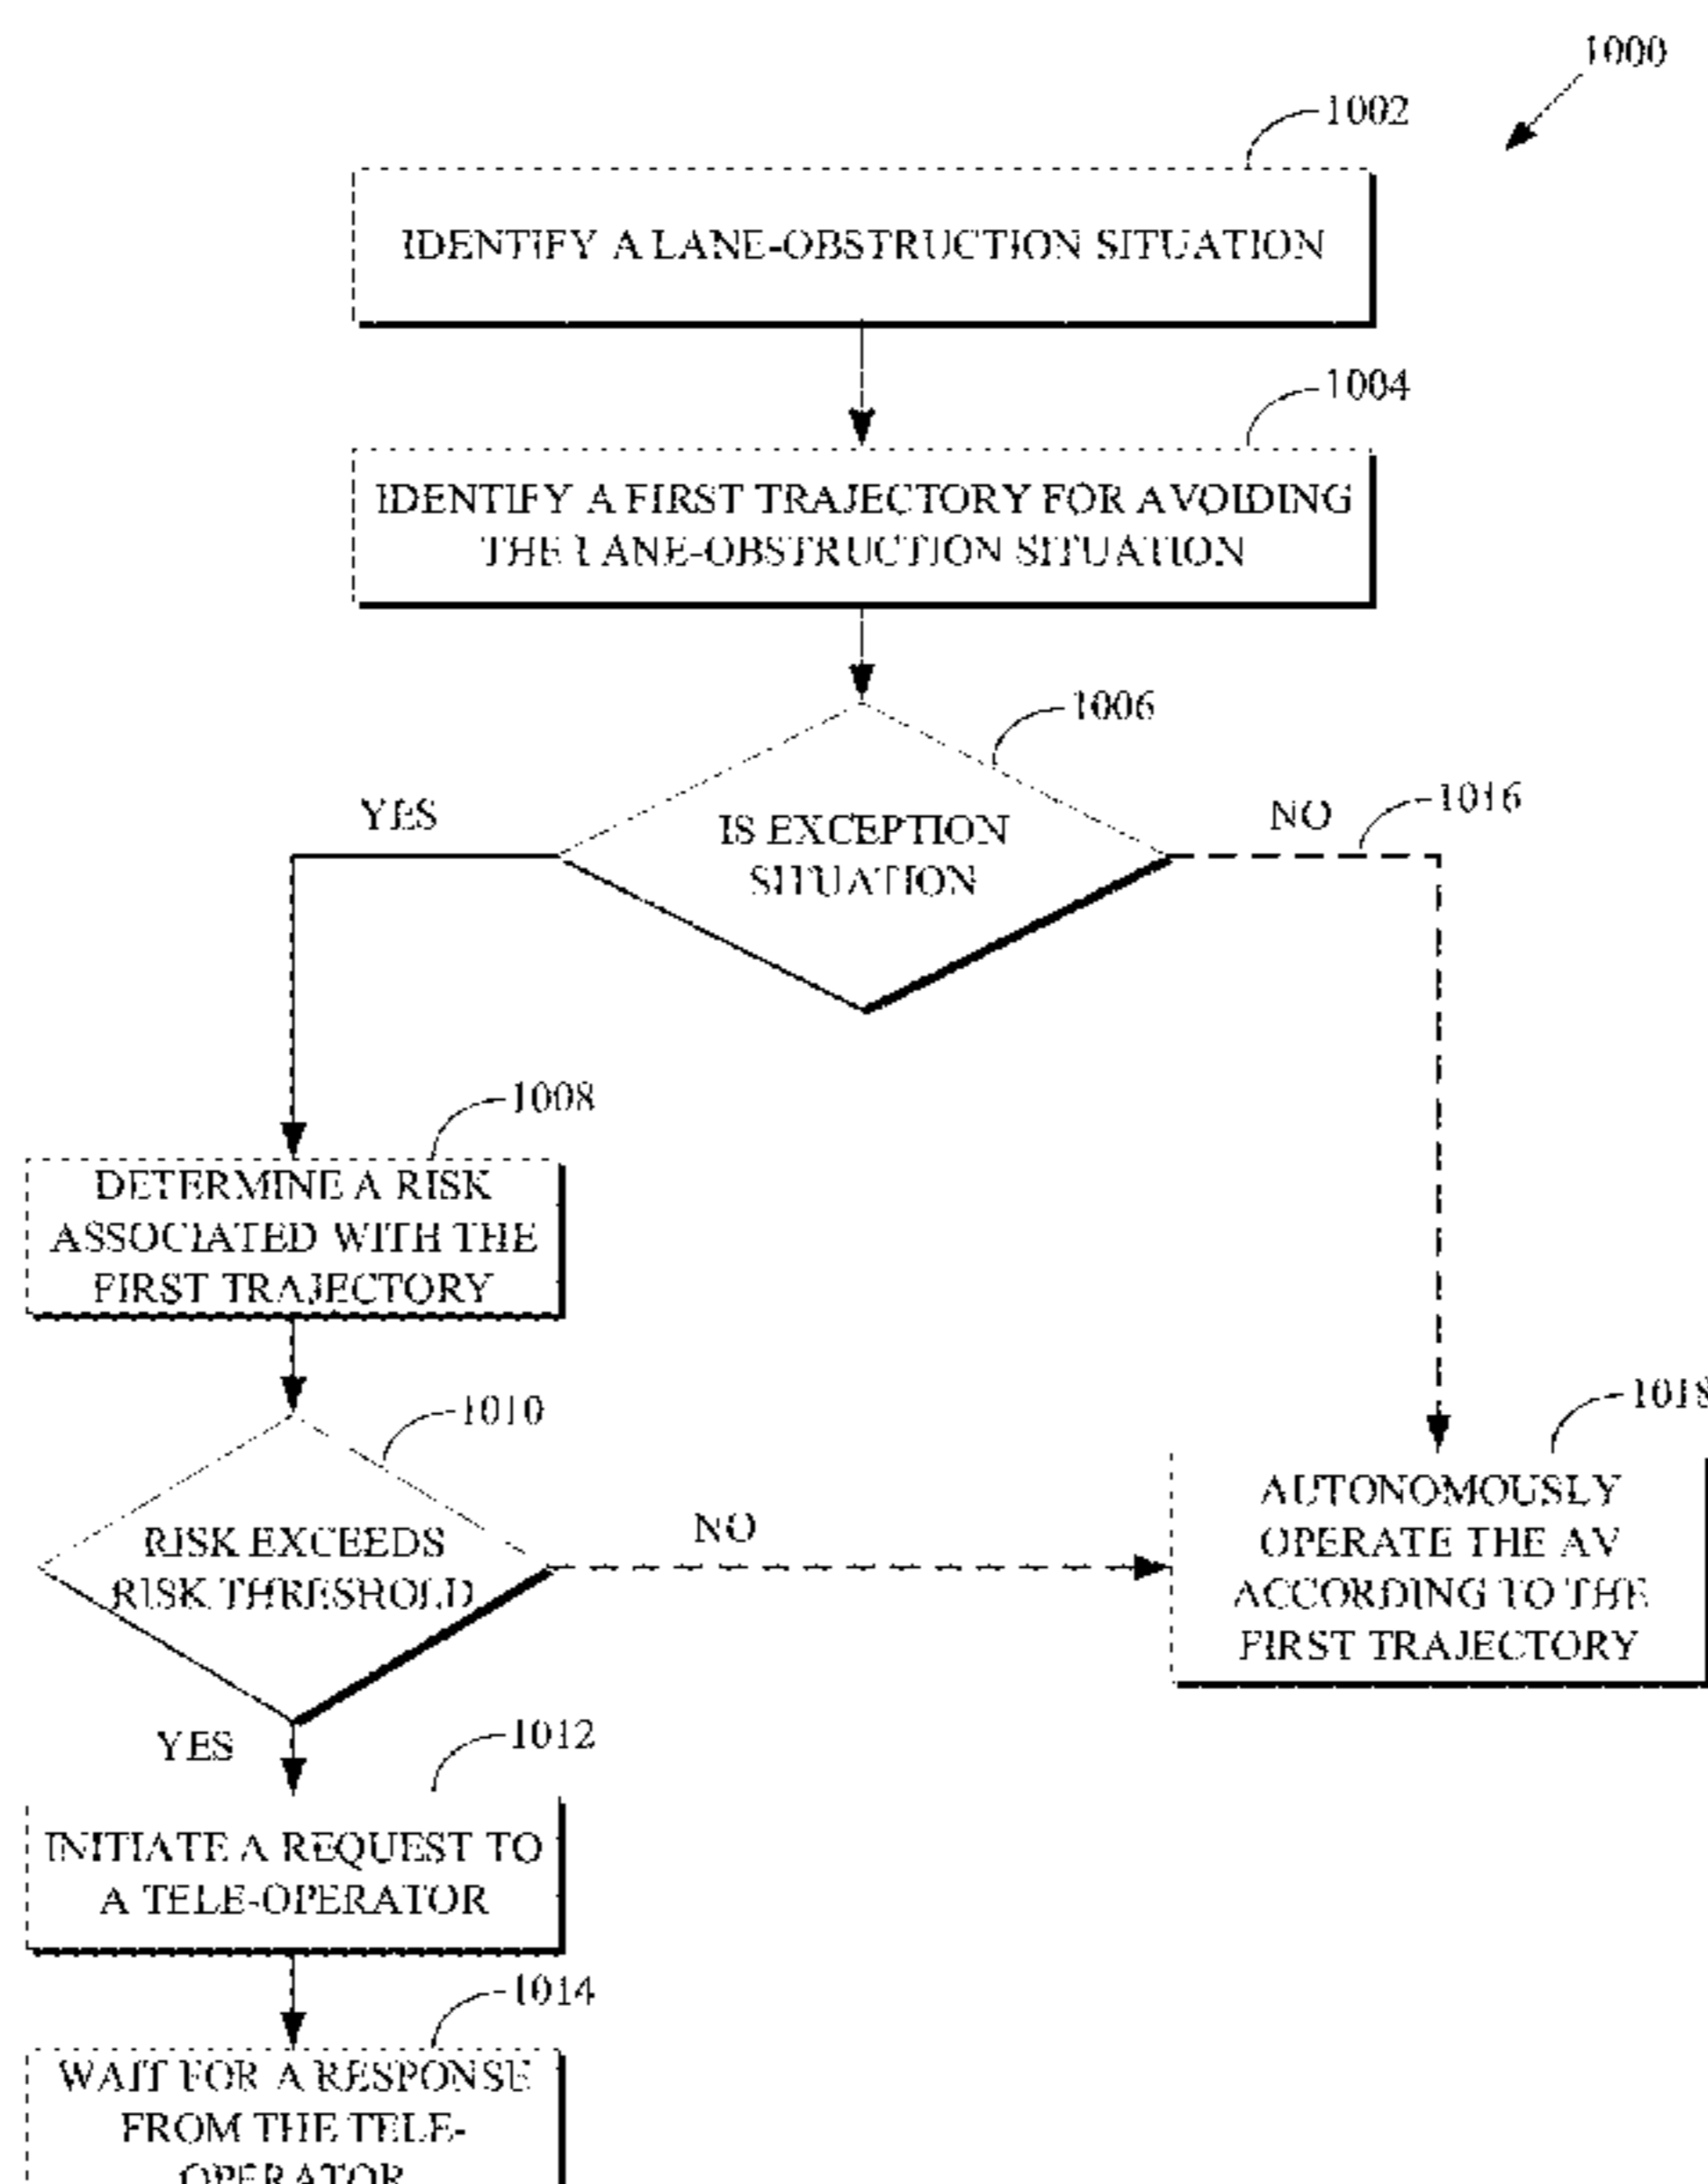 1000
1002
IDENTIFY A LANE-OBSTRUCTION SITUATION
1004
IDENTIFY A FIRST TRAJECTORY FOR AVOIDING
THE LANE-OBSTRUCTION SITUATION
1006
YES
IS EXCEPTION
SITUATION
NO
1016
1008
DETERMINE A RISK
ASSOCIATED WITH THE
FIRST TRAJECTORY
1010
RISK EXCEEDS
RISK THRESHOLD
NO
1018
AUTONOMOUSLY
OPERATE THE AV
ACCORDING TO THE
FIRST TRAJECTORY
YES
1012
INITIATE A REQUEST TO
A TELE-OPERATOR
1014
WAIT FOR A RESPONSE
FROM THE TELE-
OPERATOR